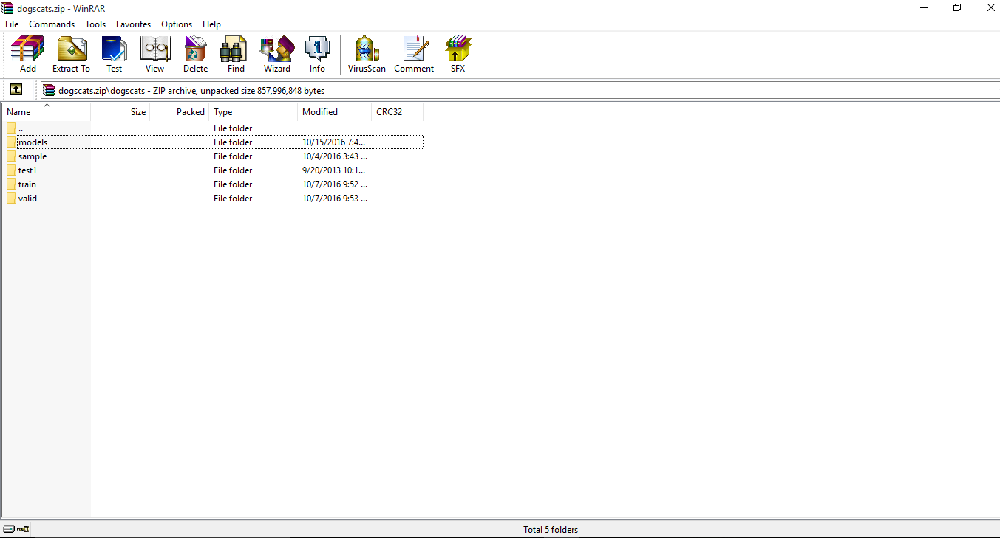 dogscats.zip - WinRAR
File Commands Tools Favorites Options Help
Add Extract To Test View Delete Find Wizard Info VirusScan Comment SFX
dogscats.zip\dogscats - ZIP archive, unpacked size 857,996,848 bytes
Name Size Packed Type Modified CRC32
.. File folder
models File folder 10/15/2016 7:4...
sample File folder 10/4/2016 3:43 ...
test1 File folder 9/20/2013 10:1...
train File folder 10/7/2016 9:52 ...
valid File folder 10/7/2016 9:53 ...
Total 5 folders